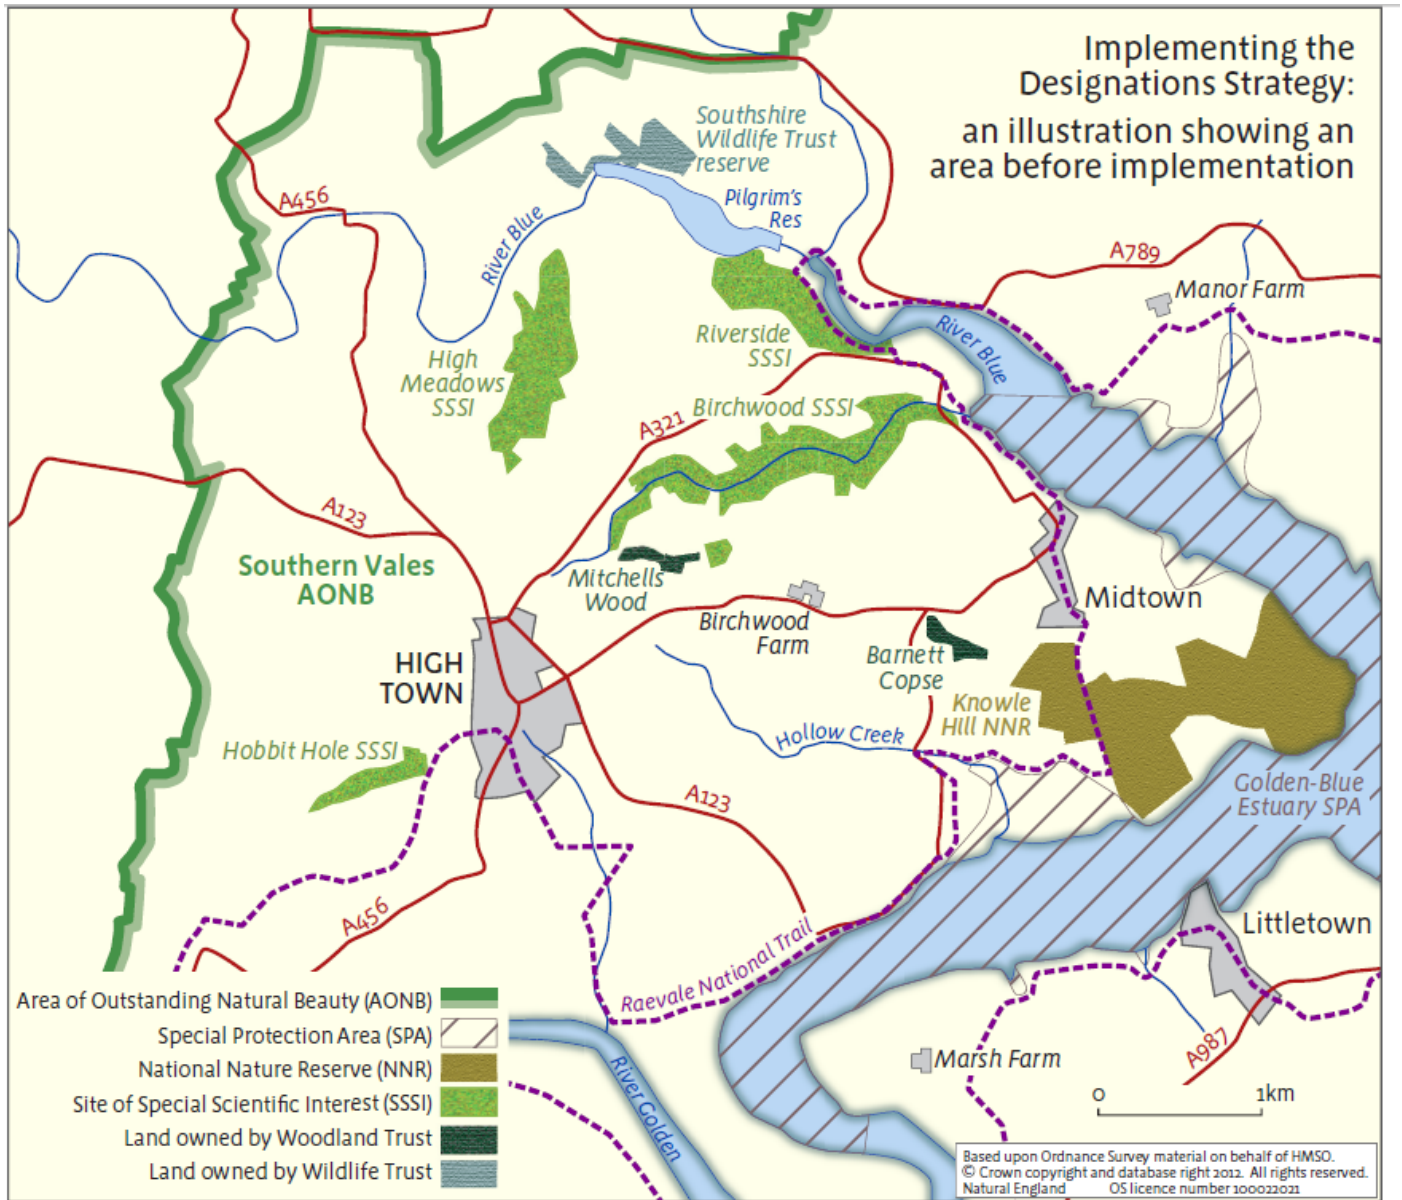 Implementing the
Designations Strategy:
an illustration showing an
area before implementation
Southshire
Wildlife Trust
reserve
Pilgrim's
Res
A456
River Blue
A789
Manor Farm
River Blue
Riverside
SSSI
High
Meadows
SSSI
Birchwood SSSI
A321
A123
Southern Vales
AONB
Mitchells
Wood
Midtown
Birchwood
Farm
HIGH
TOWN
Barnett
Copse
Knowle
Hill NNR
Hobbit Hole SSSI
Hollow Creek
Golden-Blue
Estuary SPA
A123
A456
Littletown
Raevale National Trail
Area of Outstanding Natural Beauty (AONB)
Special Protection Area (SPA)
National Nature Reserve (NNR)
Site of Special Scientific Interest (SSSI)
Land owned by Woodland Trust
Land owned by Wildlife Trust
River Golden
Marsh Farm
A987
0 1km
Based upon Ordnance Survey material on behalf of HMSO.
© Crown copyright and database right 2012. All rights reserved.
Natural England OS licence number 100022021